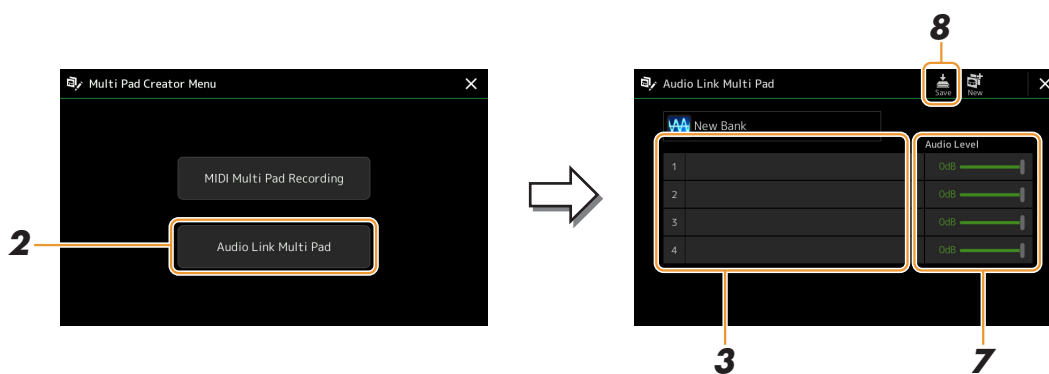 8
Multi Pad Creator Menu
Audio Link Multi Pad
Save
New
New Bank
Audio Level
MIDI Multi Pad Recording
1
0dB
2
0dB
2
Audio Link Multi Pad
3
0dB
4
0dB
3
7